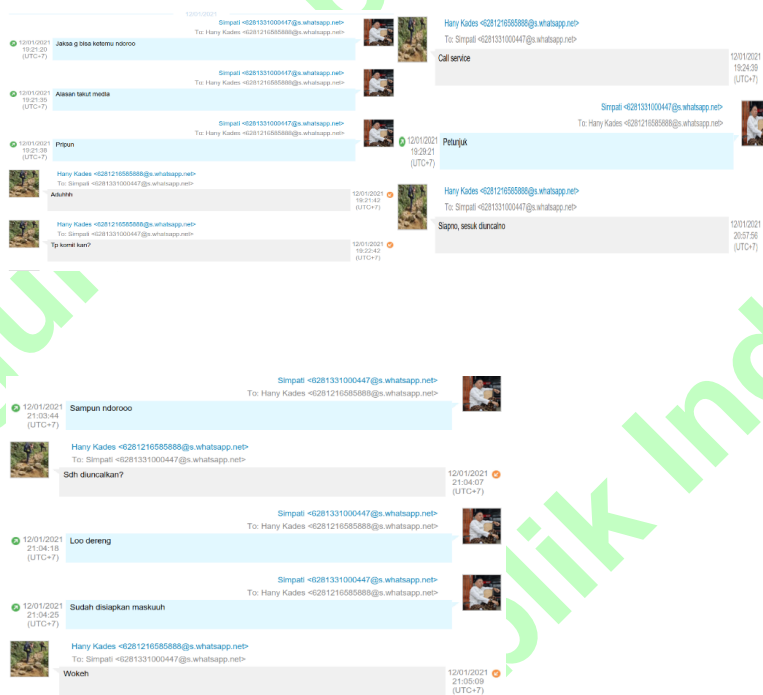 12/01/2021
Simpati <6281331000447@s.whatsapp.net>
To: Hany Kades <6281216585888@s.whatsapp.net>
12/01/2021
19:21:20
(UTC+7)
Jaksa g bisa ketemu ndoroo
Simpati <6281331000447@s.whatsapp.net>
To: Hany Kades <6281216585888@s.whatsapp.net>
12/01/2021
19:21:35
(UTC+7)
Alasan takut media
Simpati <6281331000447@s.whatsapp.net>
To: Hany Kades <6281216585888@s.whatsapp.net>
12/01/2021
19:21:38
(UTC+7)
Pripun
Hany Kades <6281216585888@s.whatsapp.net>
To: Simpati <6281331000447@s.whatsapp.net>
Aduhhh
12/01/2021
19:21:42
(UTC+7)
Hany Kades <6281216585888@s.whatsapp.net>
To: Simpati <6281331000447@s.whatsapp.net>
Tp komit kan?
12/01/2021
19:22:42
(UTC+7)
Hany Kades <6281216585888@s.whatsapp.net>
To: Simpati <6281331000447@s.whatsapp.net>
Call service
12/01/2021
19:24:39
(UTC+7)
Simpati <6281331000447@s.whatsapp.net>
To: Hany Kades <6281216585888@s.whatsapp.net>
12/01/2021
19:29:21
(UTC+7)
Petunjuk
Hany Kades <6281216585888@s.whatsapp.net>
To: Simpati <6281331000447@s.whatsapp.net>
Siapno, sesuk diuncalno
12/01/2021
20:57:56
(UTC+7)
Simpati <6281331000447@s.whatsapp.net>
To: Hany Kades <6281216585888@s.whatsapp.net>
12/01/2021
21:03:44
(UTC+7)
Sampun ndorooo
Hany Kades <6281216585888@s.whatsapp.net>
To: Simpati <6281331000447@s.whatsapp.net>
Sdh diuncalkan?
12/01/2021
21:04:07
(UTC+7)
Simpati <6281331000447@s.whatsapp.net>
To: Hany Kades <6281216585888@s.whatsapp.net>
12/01/2021
21:04:18
(UTC+7)
Loo dereng
Simpati <6281331000447@s.whatsapp.net>
To: Hany Kades <6281216585888@s.whatsapp.net>
12/01/2021
21:04:25
(UTC+7)
Sudah disiapkan maskuuh
Hany Kades <6281216585888@s.whatsapp.net>
To: Simpati <6281331000447@s.whatsapp.net>
Wokeh
12/01/2021
21:05:09
(UTC+7)
blik Ind